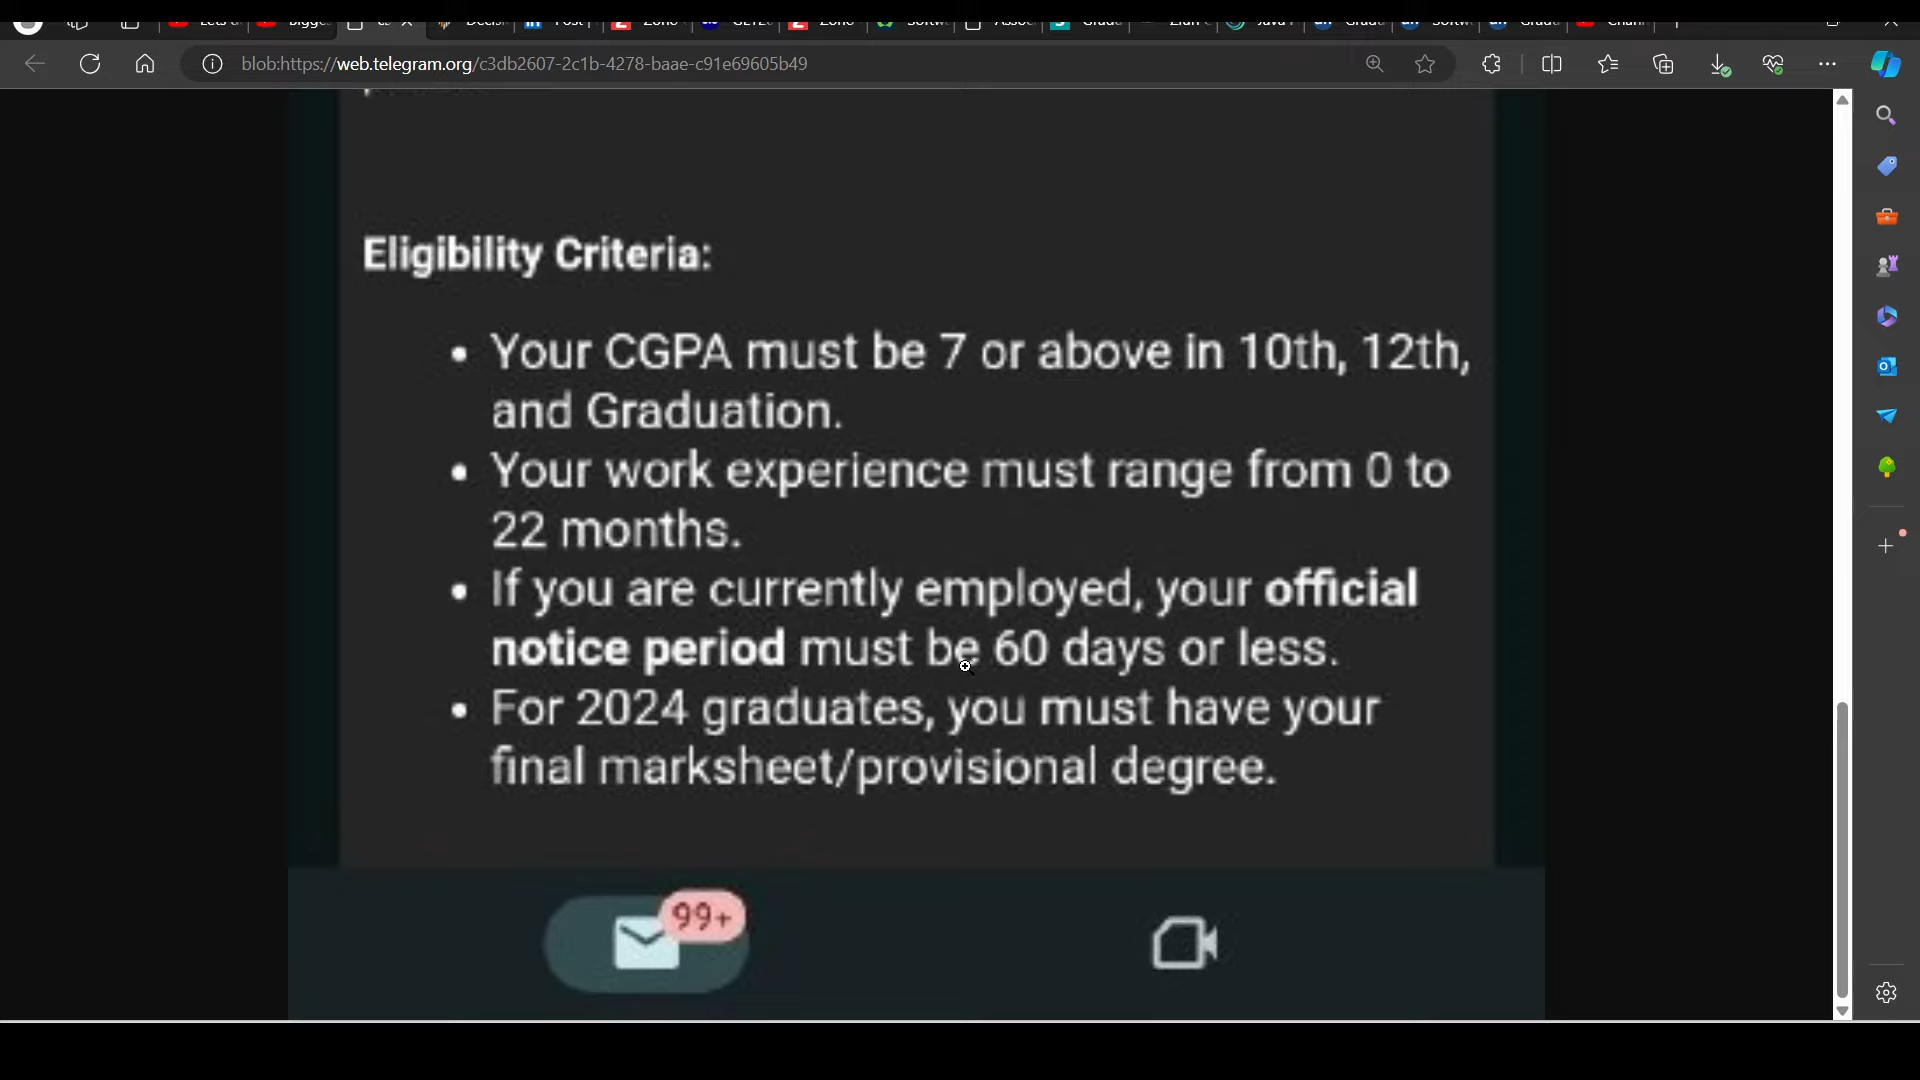 blob:https://web.telegram.org/c3db2607-2c1b-4278-baae-c91e69605b49
Eligibility Criteria:
• Your CGPA must be 7 or above in 10th, 12th,
and Graduation.
• Your work experience must range from 0 to
22 months.
• If you are currently employed, your official
notice period must be 60 days or less.
• For 2024 graduates, you must have your
final marksheet/provisional degree.
99+